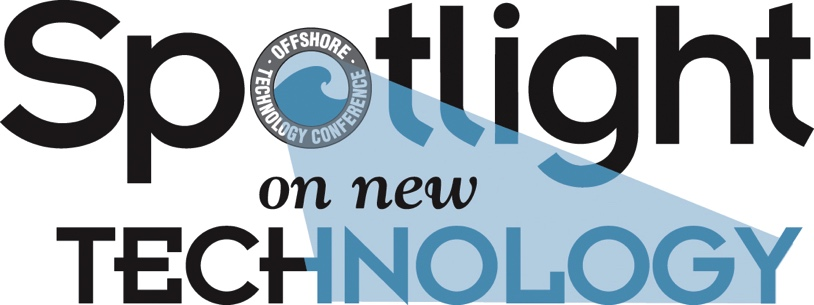 Spotlight
· OFFSHORE · TECHNOLOGY CONFERENCE
on new
TECHNOLOGY